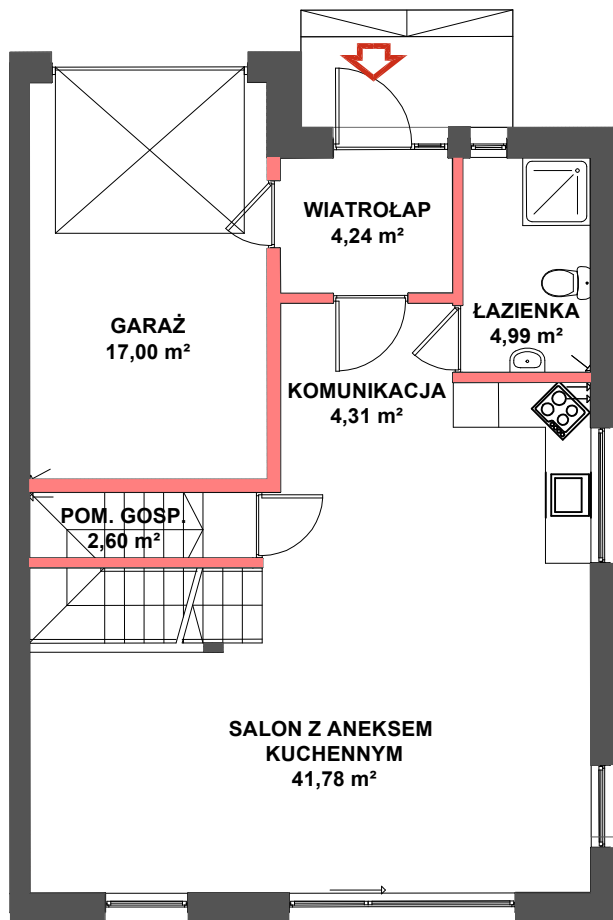 WIATROŁAP
4,24 m²
ŁAZIENKA
4,99 m²
GARAŻ
17,00 m²
KOMUNIKACJA
4,31 m²
POM. GOSP.
2,60 m²
SALON Z ANEKSEM
KUCHENNYM
41,78 m²